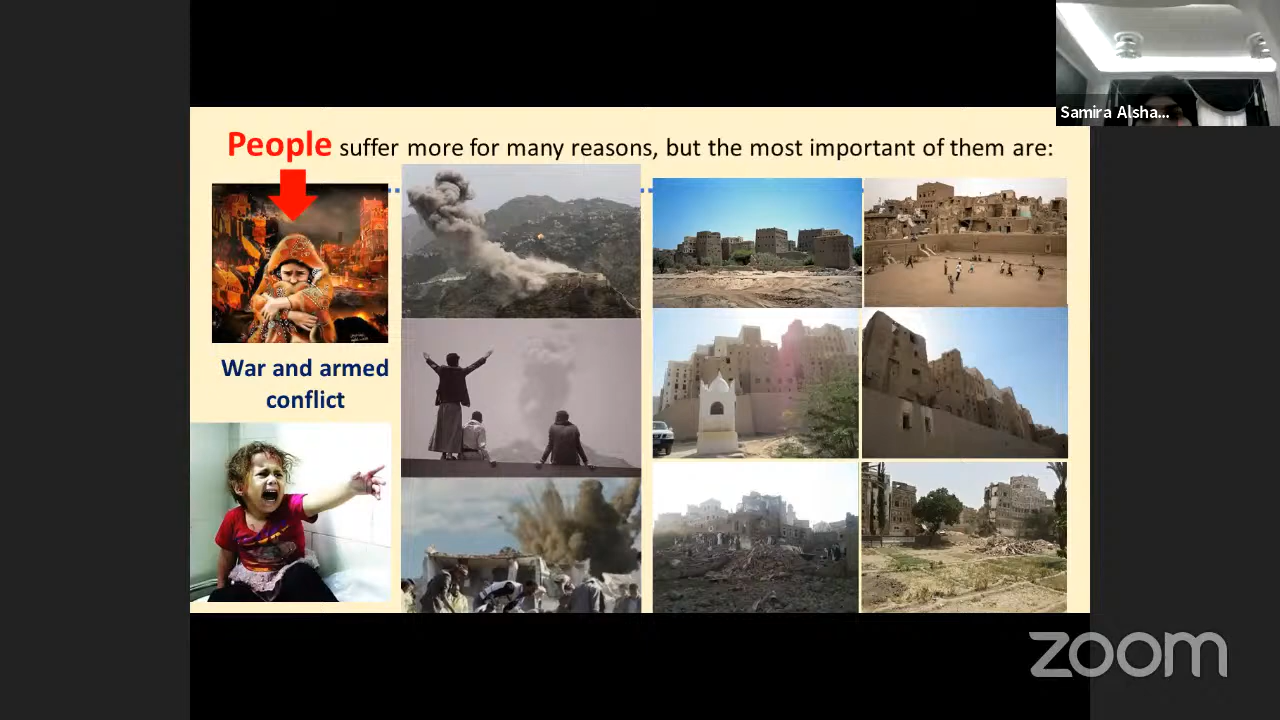 Samira Alsha...
People suffer more for many reasons, but the most important of them are:
War and armed
conflict
zoom